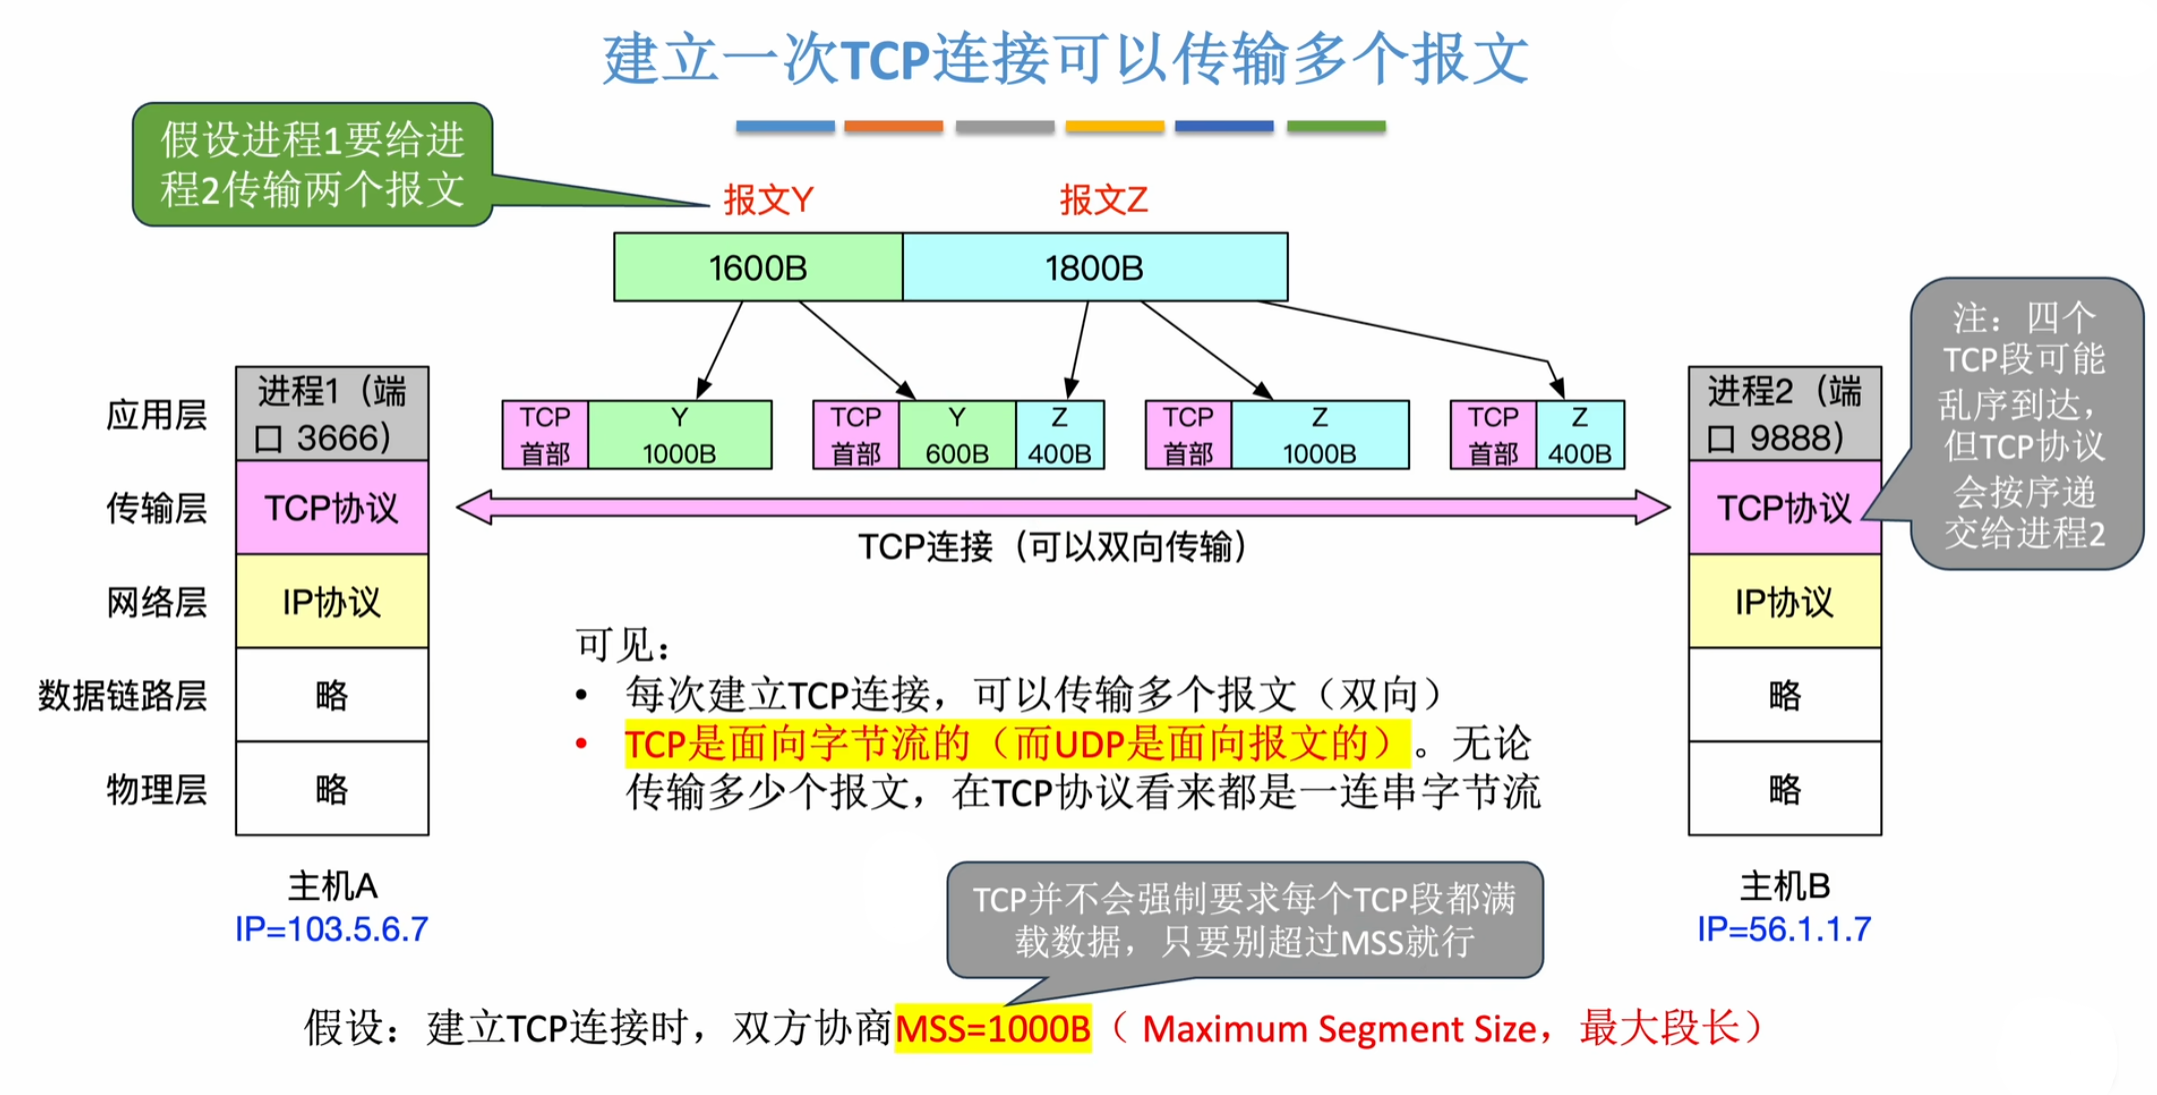 建立一次TCP连接可以传输多个报文
假设进程1要给进
程2传输两个报文
报文Y
报文Z
1600B
1800B
注：四个
TCP段可能
乱序到达，
但TCP协议
会按序递
交给进程2
应用层
进程1（端
口 3666）
TCP
首部
Y
1000B
TCP
首部
Y
600B
Z
400B
TCP
首部
Z
1000B
TCP
首部
Z
400B
进程2（端
口 9888）
传输层
TCP协议
TCP连接（可以双向传输）
TCP协议
网络层
IP协议
IP协议
数据链路层
略
略
物理层
略
略
可见：
• 每次建立TCP连接，可以传输多个报文（双向）
• TCP是面向字节流的（而UDP是面向报文的）。无论
传输多少个报文，在TCP协议看来都是一连串字节流
主机A
IP=103.5.6.7
主机B
IP=56.1.1.7
TCP并不会强制要求每个TCP段都满
载数据，只要别超过MSS就行
假设：建立TCP连接时，双方协商MSS=1000B（ Maximum Segment Size，最大段长）